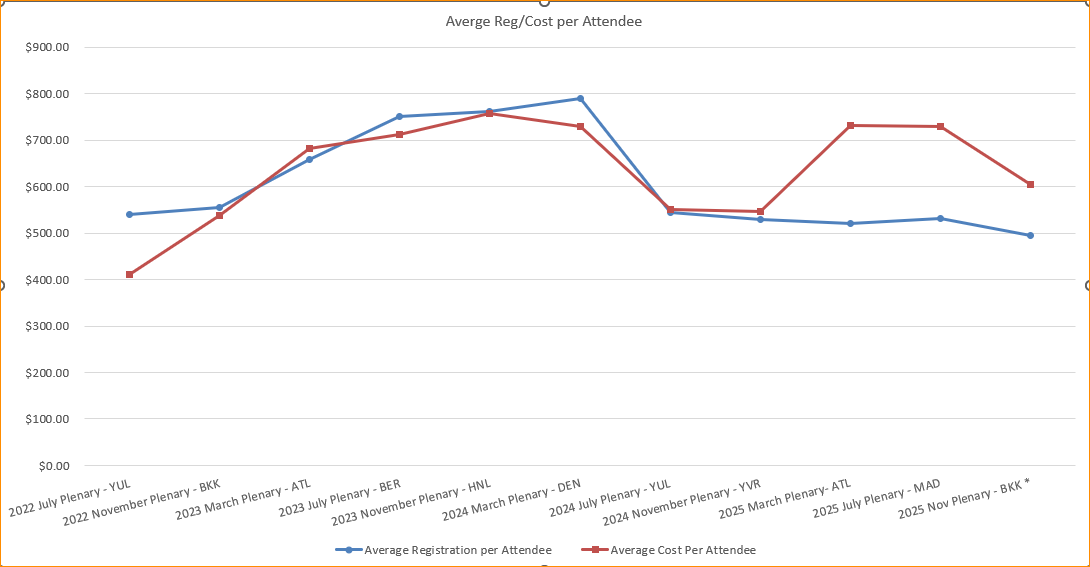 Averge Reg/Cost per Attendee
$900.00
$800.00
$700.00
$600.00
$500.00
$400.00
$300.00
$200.00
$100.00
$0.00
2022 July Plenary - YUL
2022 November Plenary - BKK
2023 March Plenary - ATL
2023 July Plenary - BER
2023 November Plenary - HNL
2024 March Plenary - DEN
2024 July Plenary - YUL
2024 November Plenary - YVR
2025 March Plenary- ATL
2025 July Plenary - MAD
2025 Nov Plenary - BKK *
Average Registration per Attendee
Average Cost Per Attendee